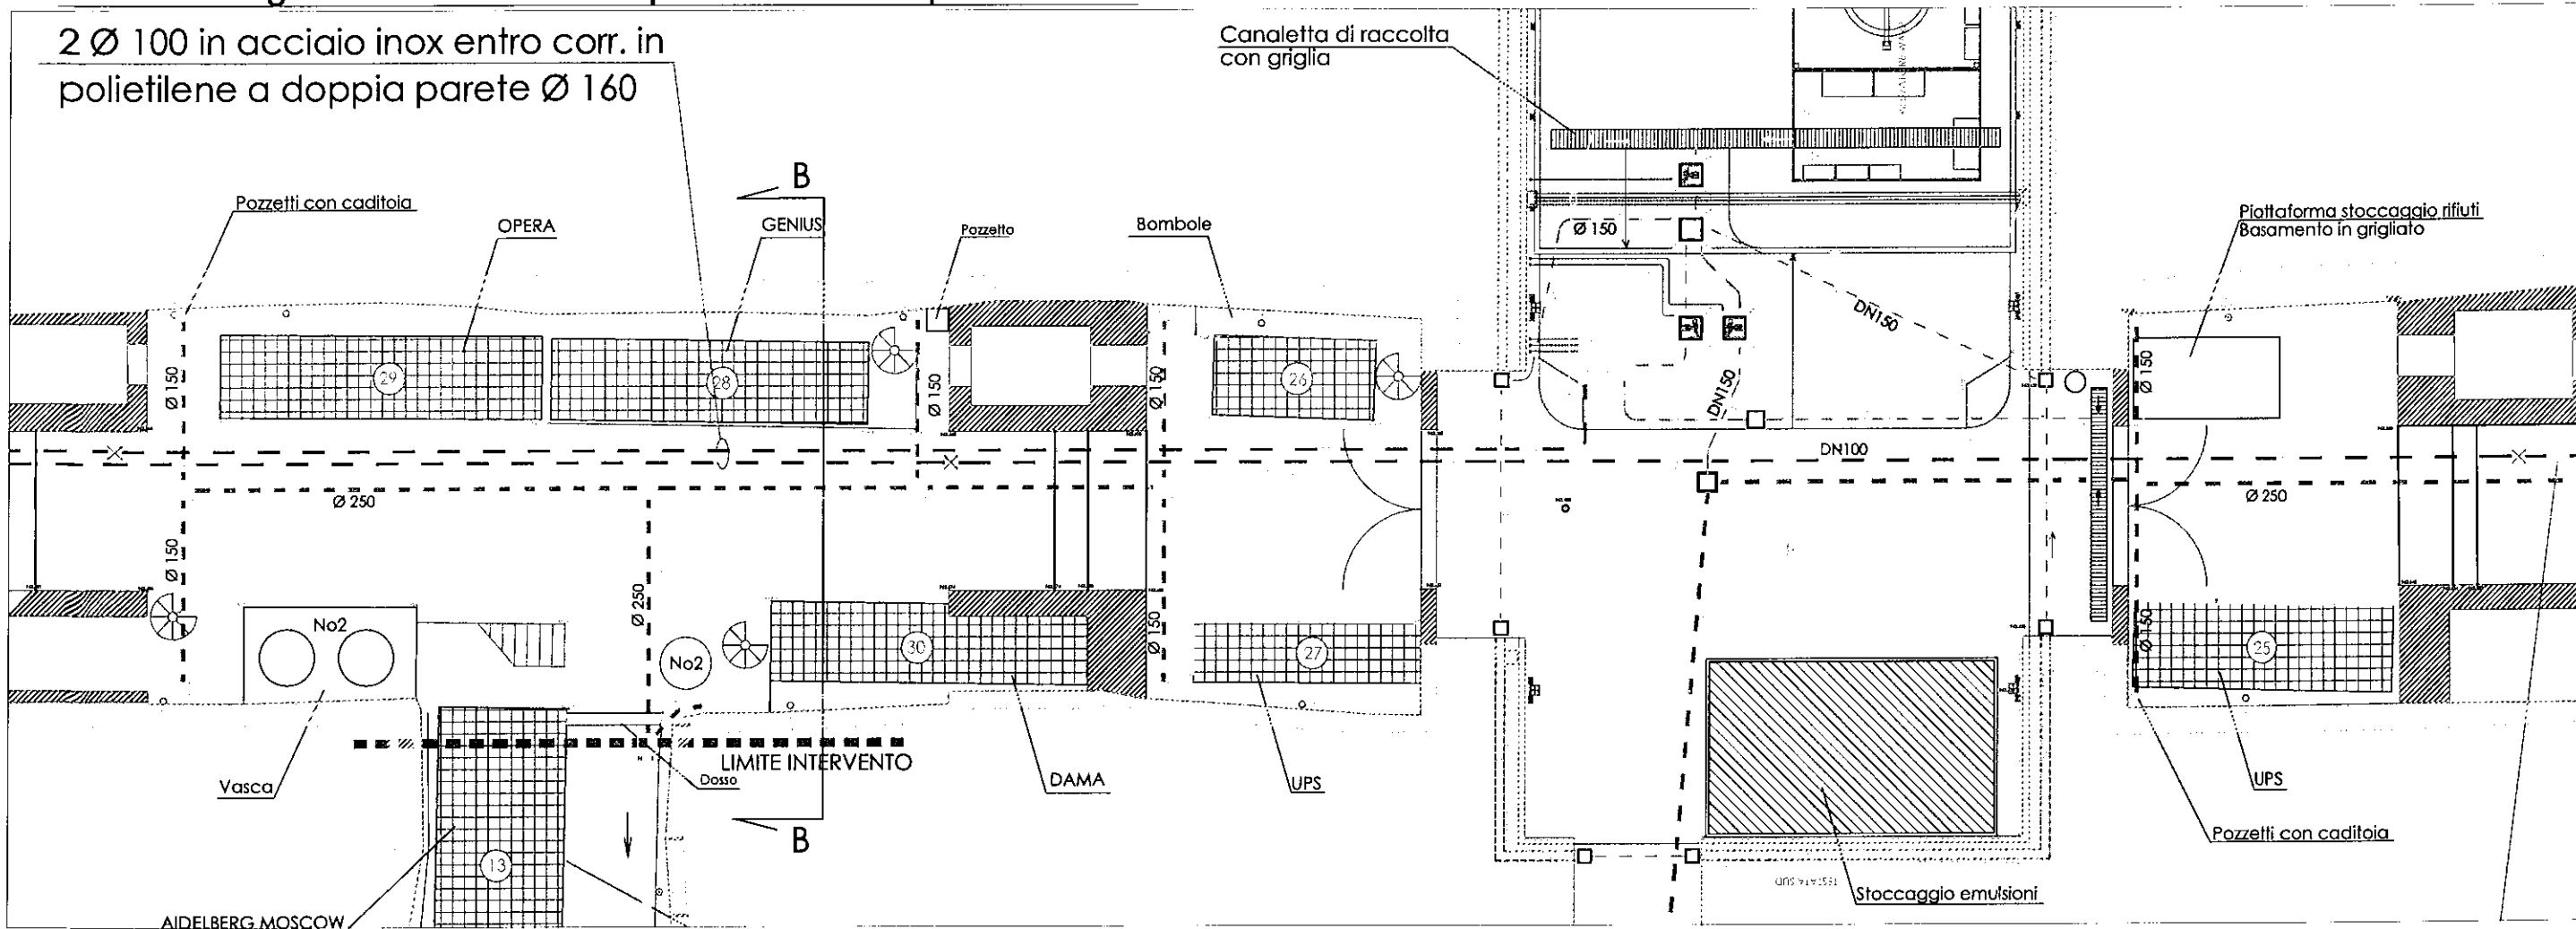 2 Ø 100 in acciaio inox entro corr. in
polietilene a doppia parete Ø 160
Canaletta di raccolta
con griglia
B
Pozzetti con caditoia
OPERA
GENIUS
Pozzetto
Bombole
Ø 150
Piattaforma stoccaggio rifiuti
Basamento in grigliato
DN150
29
28
26
Ø 150
Ø 150
Ø 150
DN150
Ø 150
DN100
Ø 250
Ø 250
Ø 150
Ø 250
No2
No2
30
Ø 150
27
Ø 150
25
LIMITE INTERVENTO
Vasca
Dosso
DAMA
UPS
UPS
B
Pozzetti con caditoia
13
TESTATA SUD
Stoccaggio emulsioni
AIDELBERG MOSCOW